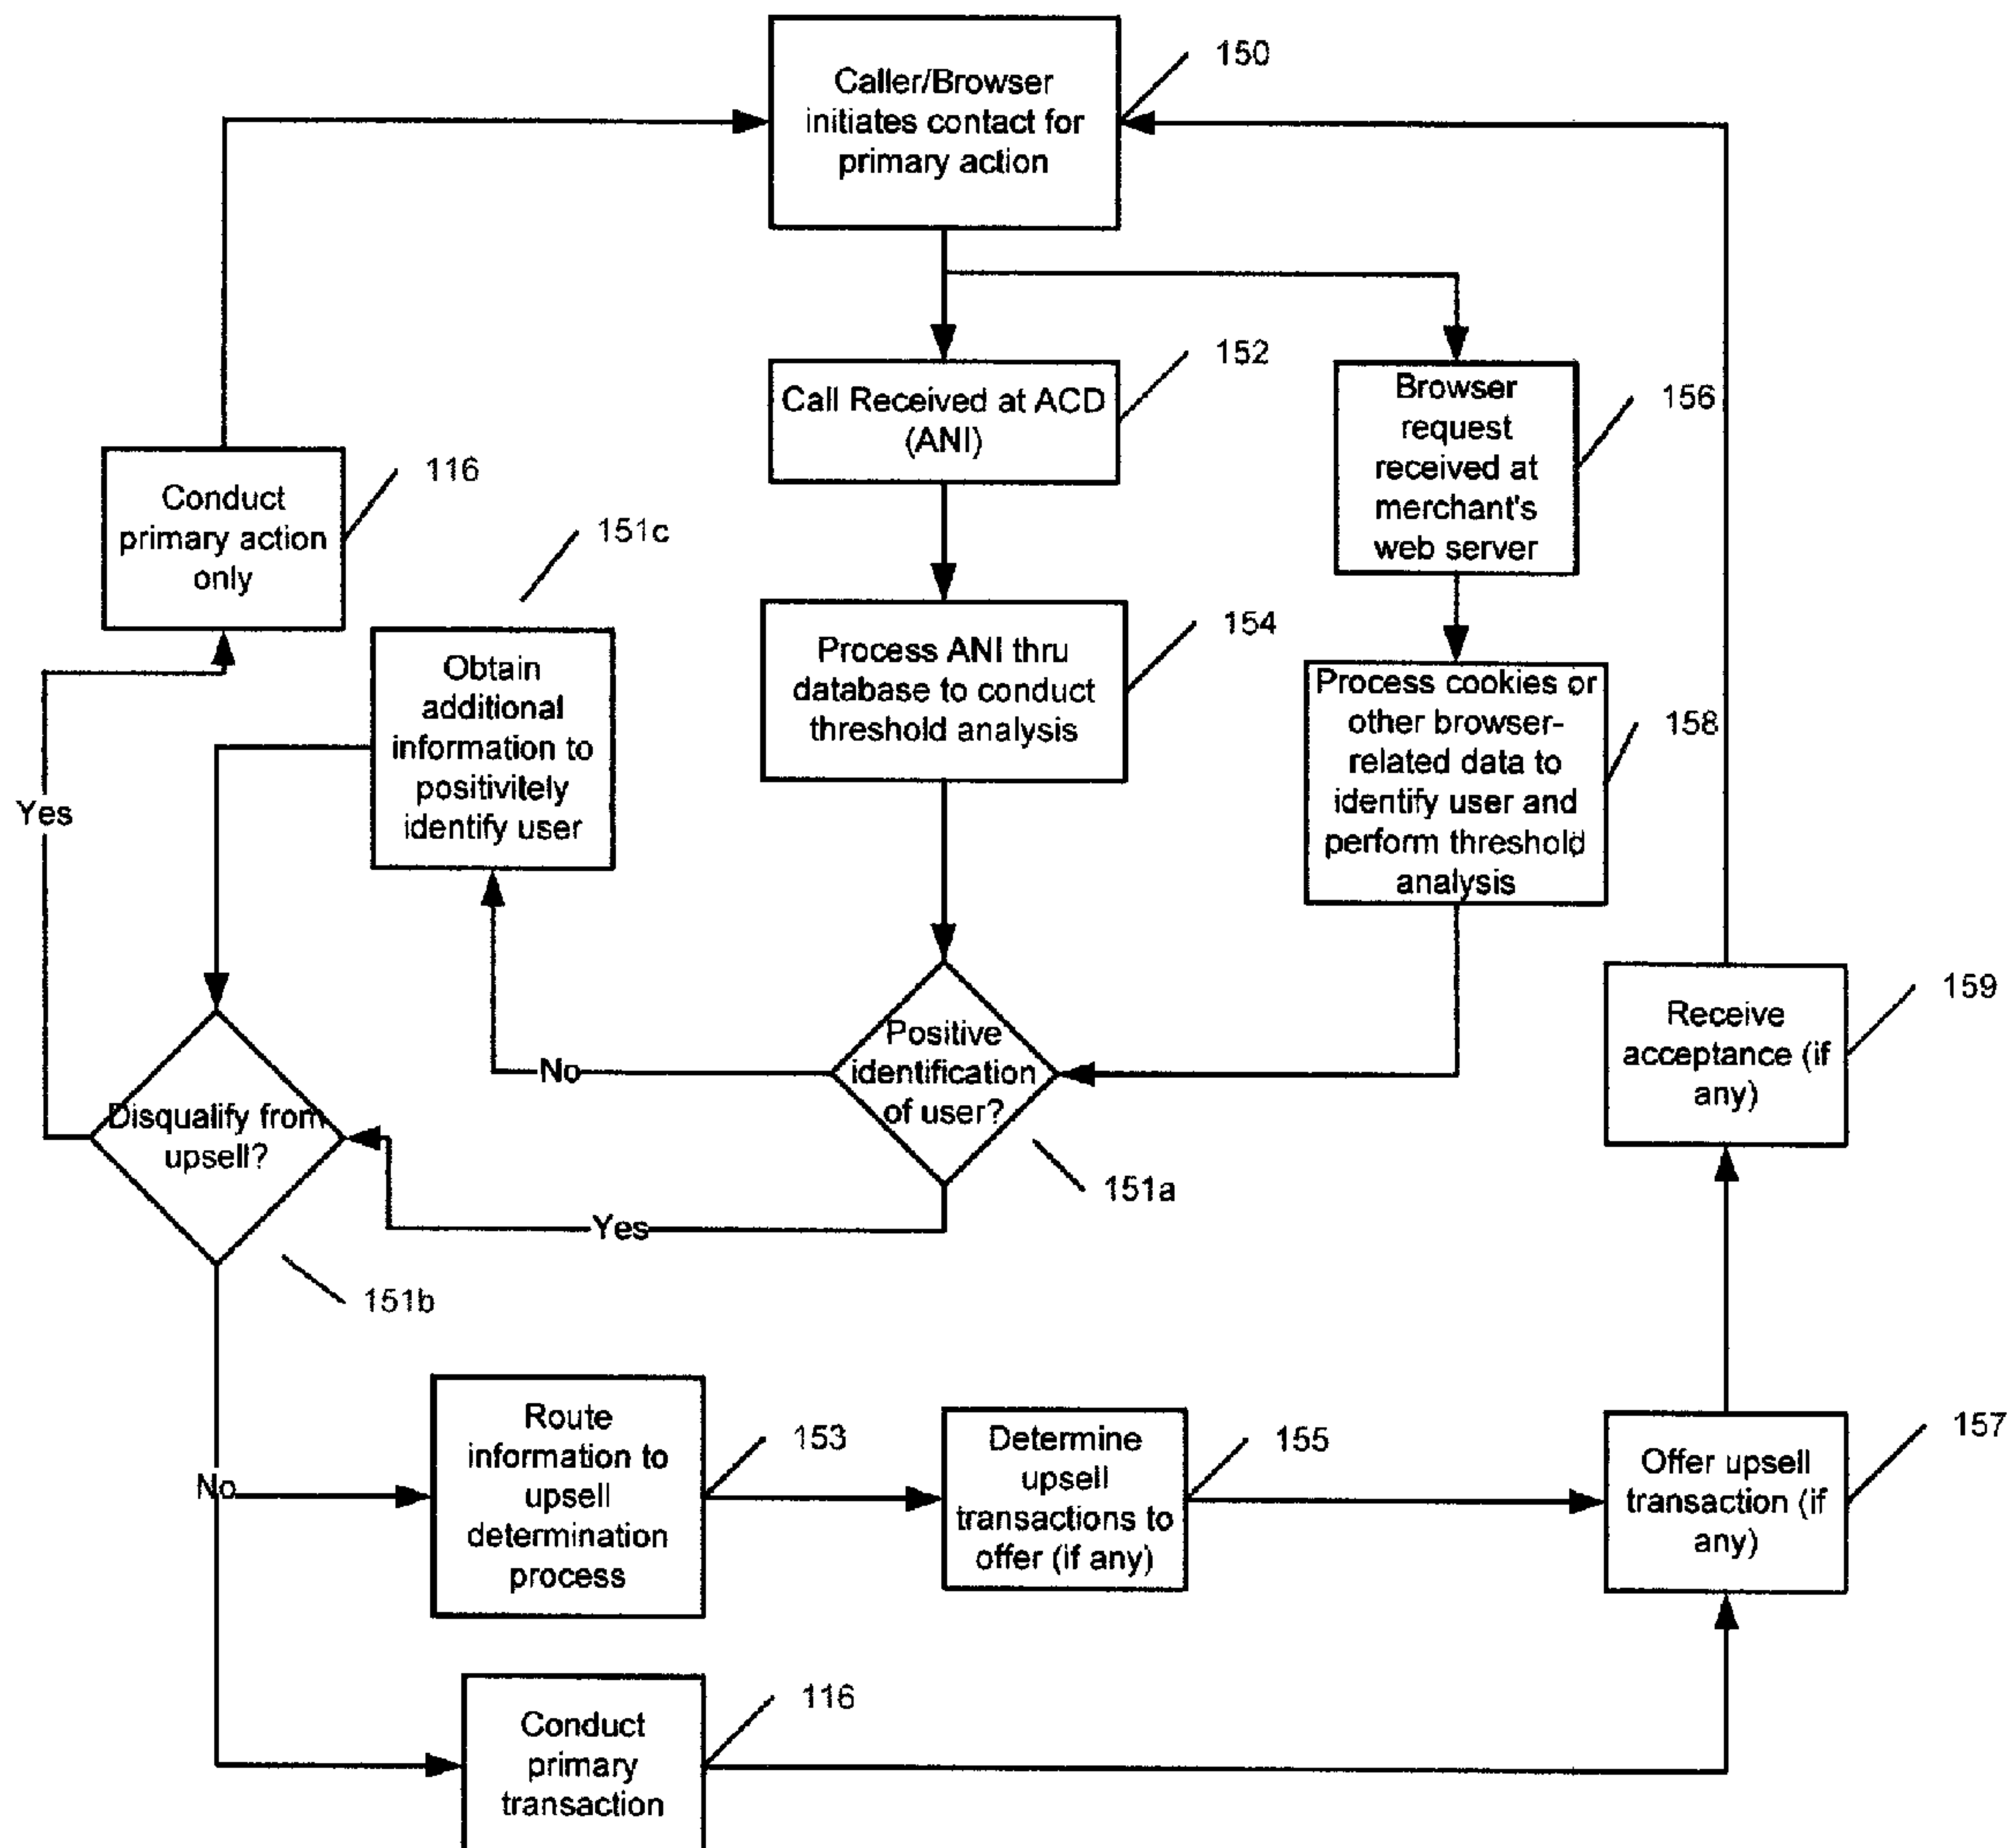 Caller/Browser
initiates contact for
primary action
150
Call Received at ACD
(ANI)
152
Browser
request
received at
merchant's
web server
156
Conduct
primary action
only
116
151c
Obtain
additional
information to
positivitely
identify user
Process ANI thru
database to conduct
threshold analysis
154
Process cookies or
other browser-
related data to
identify user and
perform threshold
analysis
158
Yes
Positive
identification
of user?
151a
No
Yes
Disqualify from
upsell?
151b
Receive
acceptance (if
any)
159
No
Route
information to
upsell
determination
process
153
Determine
upsell
transactions to
offer (if any)
155
Offer upsell
transaction (if
any)
157
Conduct
primary
transaction
116